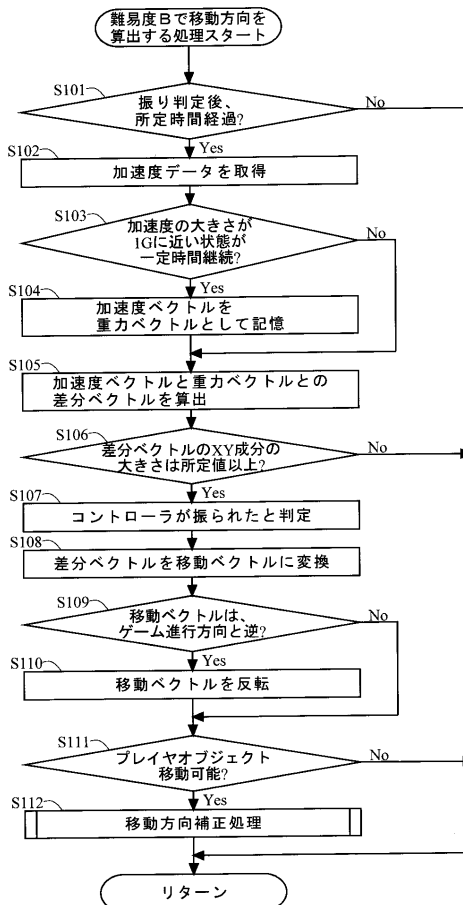 難易度Ｂで移動方向を
算出する処理スタート
S101
振り判定後、
所定時間経過?
No
Yes
S102
加速度データを取得
S103
加速度の大きさが
1Gに近い状態が
一定時間継続?
No
Yes
S104
加速度ベクトルを
重力ベクトルとして記憶
S105
加速度ベクトルと重力ベクトルとの
差分ベクトルを算出
S106
差分ベクトルのXY成分の
大きさは所定値以上?
No
Yes
S107
コントローラが振られたと判定
S108
差分ベクトルを移動ベクトルに変換
S109
移動ベクトルは、
ゲーム進行方向と逆?
No
Yes
S110
移動ベクトルを反転
S111
プレイヤオブジェクト
移動可能?
No
Yes
S112
移動方向補正処理
リターン